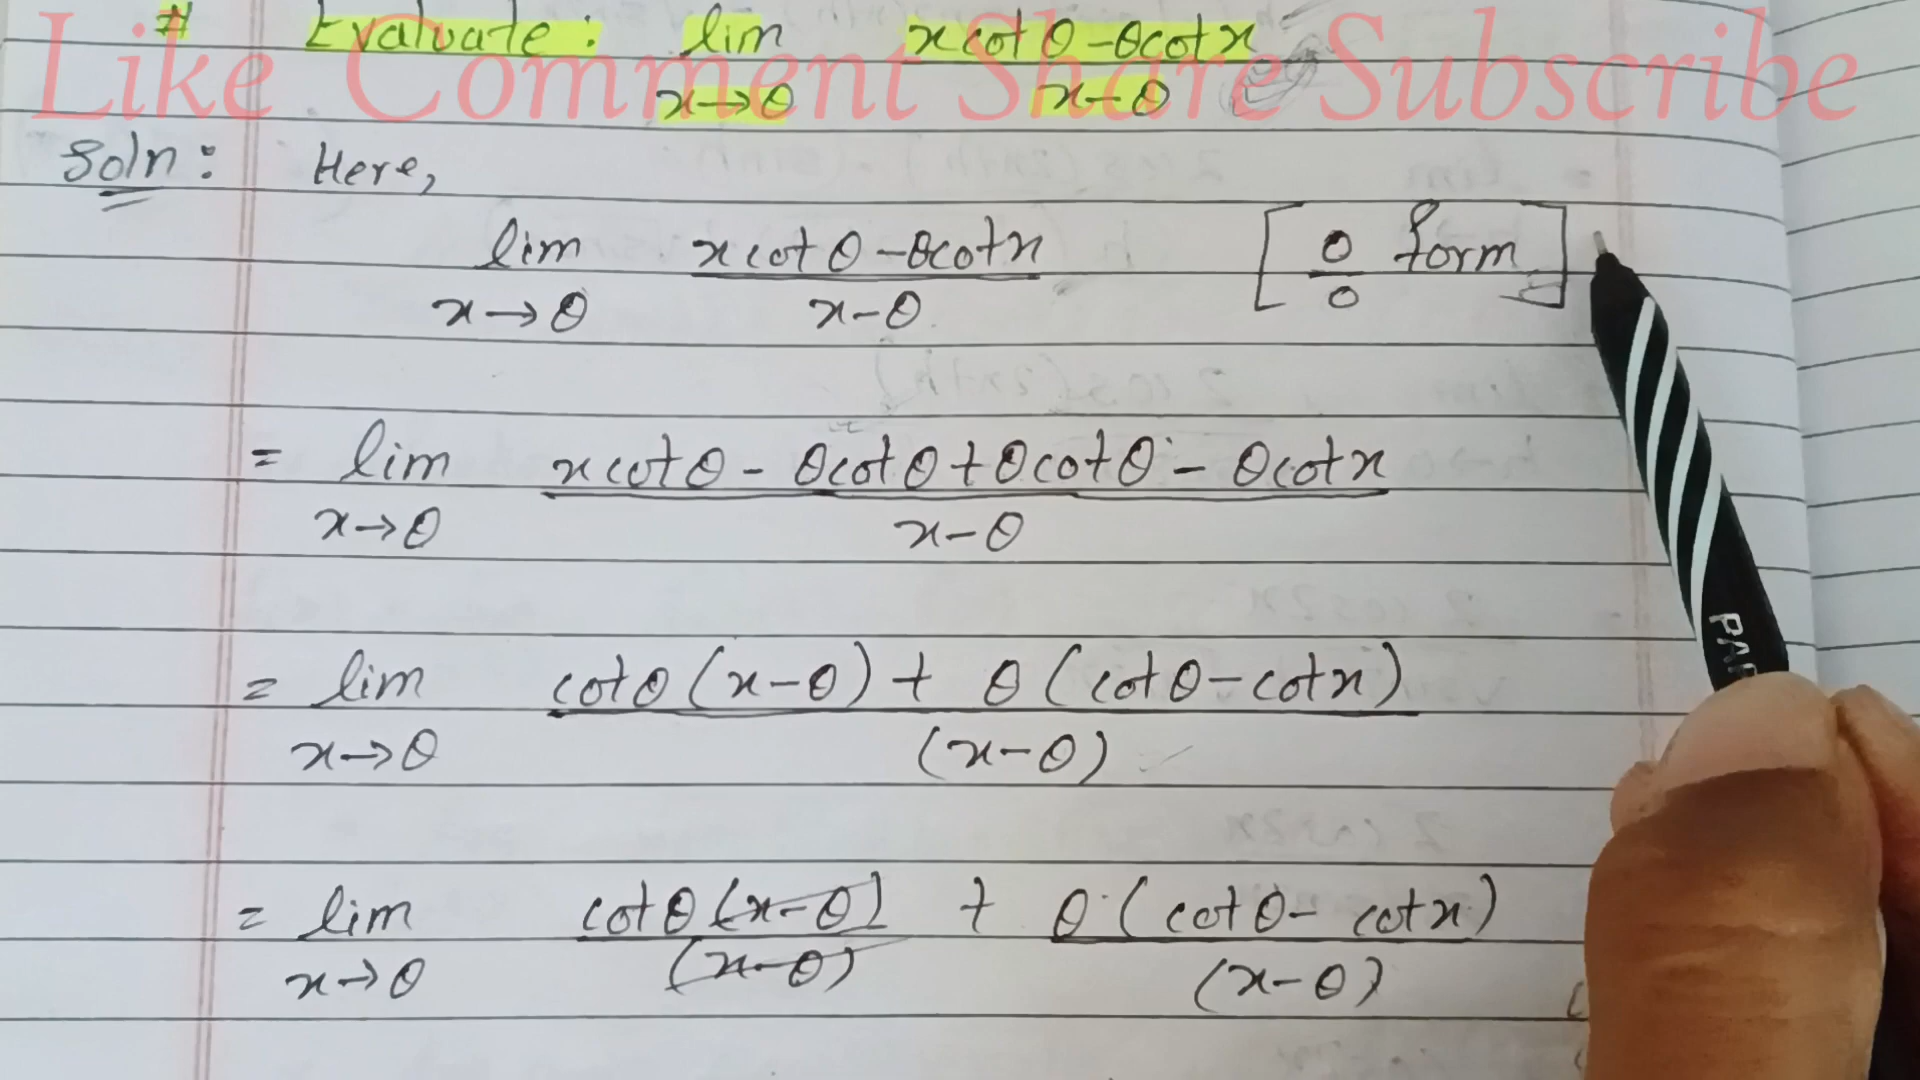 # Evaluate: lim x cot θ - θ cot x
x→θ x-θ
Like Comment Share Subscribe
Soln: Here,
lim x cot θ - θ cot x [ 0 form ]
x→θ x-θ 0
= lim x cot θ - θ cot θ + θ cot θ - θ cot x
x→θ x-θ
= lim cot θ (x-θ) + θ (cot θ - cot x)
x→θ (x-θ)
= lim cot θ (x-θ) + θ (cot θ - cot x)
x→θ (x-θ) (x-θ)